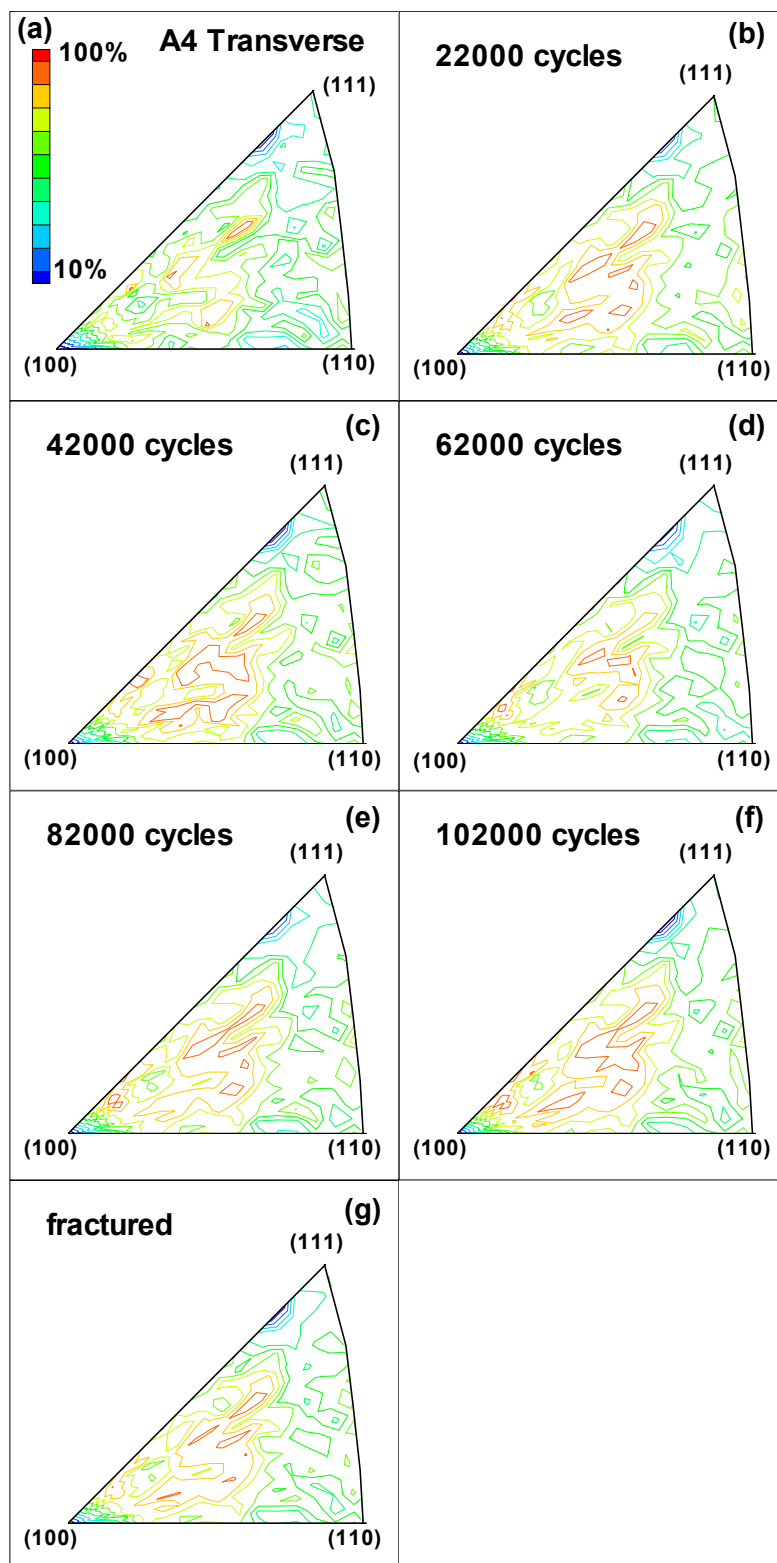 (a)
100%
A4 Transverse
(111)
10%
(100)
(110)
(b)
22000 cycles
(111)
(100)
(110)
(c)
42000 cycles
(111)
(100)
(110)
(d)
62000 cycles
(111)
(100)
(110)
(e)
82000 cycles
(111)
(100)
(110)
(f)
102000 cycles
(111)
(100)
(110)
(g)
fractured
(111)
(100)
(110)